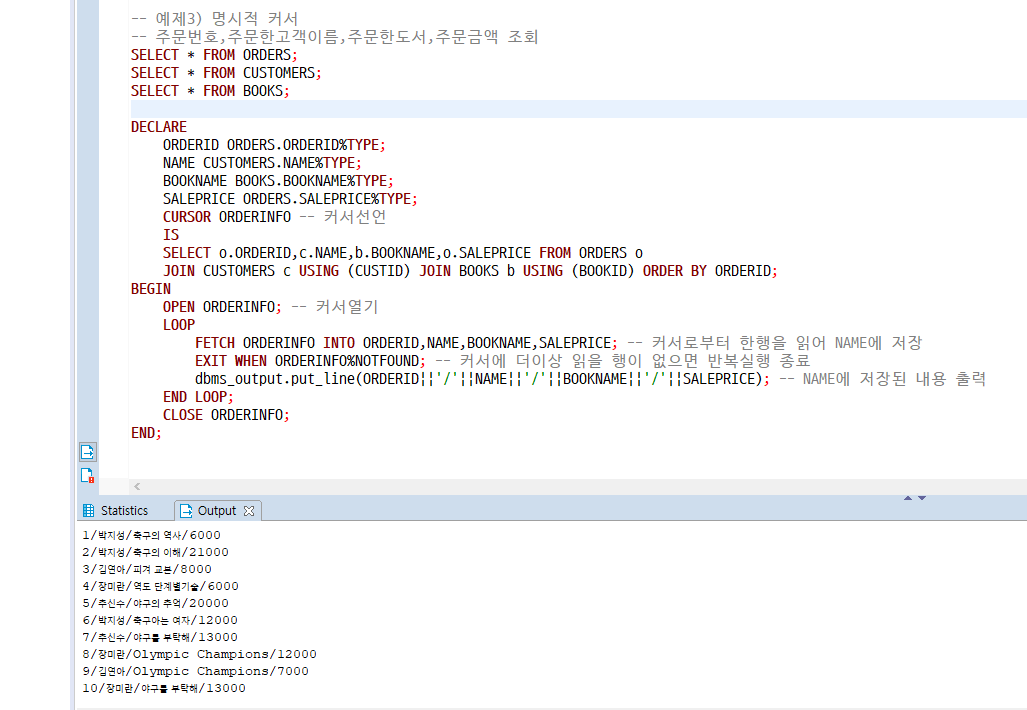 -- 예제3) 명시적 커서
-- 주문번호,주문한고객이름,주문한도서,주문금액 조회
SELECT * FROM ORDERS;
SELECT * FROM CUSTOMERS;
SELECT * FROM BOOKS;
DECLARE
ORDERID ORDERS.ORDERID%TYPE;
NAME CUSTOMERS.NAME%TYPE;
BOOKNAME BOOKS.BOOKNAME%TYPE;
SALEPRICE ORDERS.SALEPRICE%TYPE;
CURSOR ORDERINFO -- 커서선언
IS
SELECT o.ORDERID,c.NAME,b.BOOKNAME,o.SALEPRICE FROM ORDERS o
JOIN CUSTOMERS c USING (CUSTID) JOIN BOOKS b USING (BOOKID) ORDER BY ORDERID;
BEGIN
OPEN ORDERINFO; -- 커서열기
LOOP
FETCH ORDERINFO INTO ORDERID,NAME,BOOKNAME,SALEPRICE; -- 커서로부터 한행을 읽어 NAME에 저장
EXIT WHEN ORDERINFO%NOTFOUND; -- 커서에 더이상 읽을 행이 없으면 반복실행 종료
dbms_output.put_line(ORDERID||'/'||NAME||'/'||BOOKNAME||'/'||SALEPRICE); -- NAME에 저장된 내용 출력
END LOOP;
CLOSE ORDERINFO;
END;
Statistics Output
1/박지성/축구의 역사/6000
2/박지성/축구의 이해/21000
3/김연아/피겨 교본/8000
4/장미란/역도 단계별기술/6000
5/추신수/야구의 추억/20000
6/박지성/축구아는 여자/12000
7/추신수/야구를 부탁해/13000
8/장미란/Olympic Champions/12000
9/김연아/Olympic Champions/7000
10/장미란/야구를 부탁해/13000